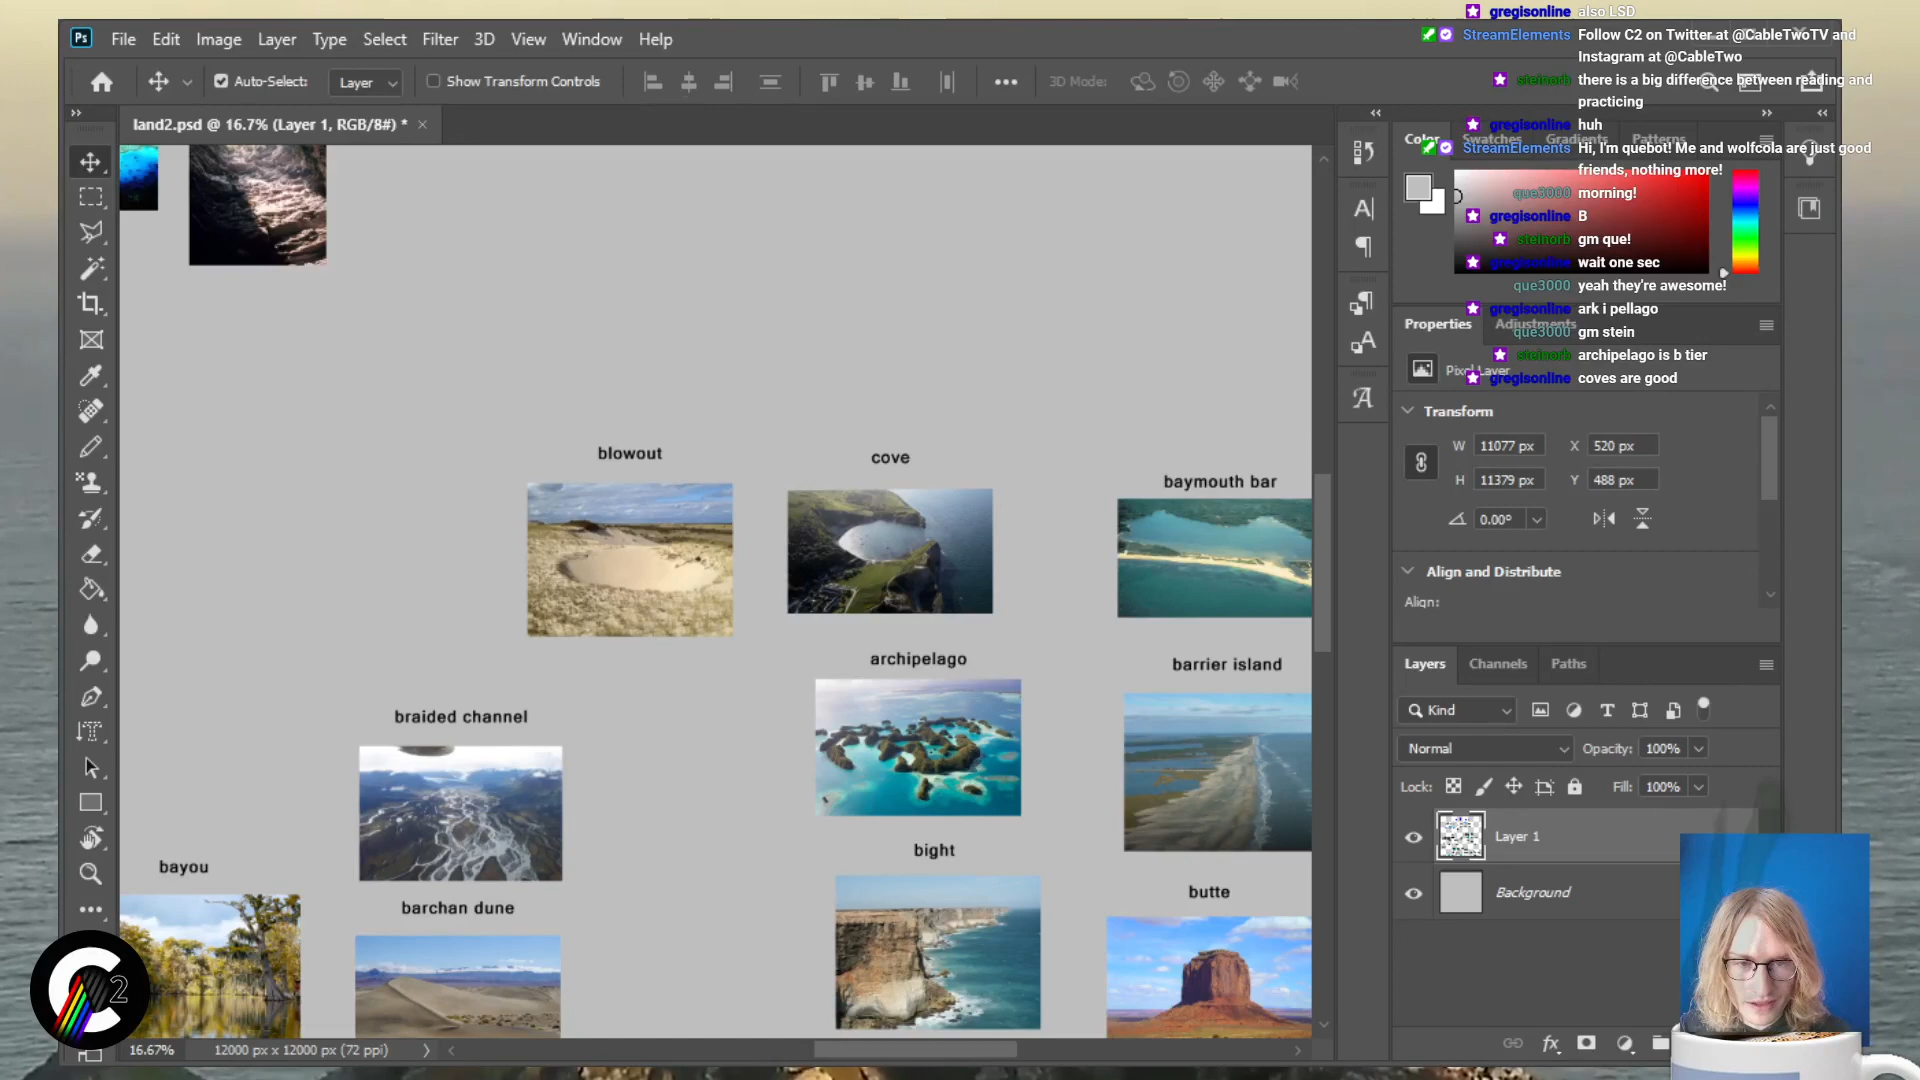 Ps File Edit Image Layer Type Select Filter 3D View Window Help
Auto-Select: Layer Show Transform Controls 3D Mode:
land2.psd @ 16.7% (Layer 1, RGB/8#) *
gregisonline also LSD
StreamElements Follow C2 on Twitter at @CableTwoTV and
Instagram at @CableTwo
steinorb there is a big difference between reading and
practicing
gregisonline huh
StreamElements Hi, I'm quebot! Me and wolfcola are just good
friends, nothing more!
que3000 morning!
gregisonline B
steinorb gm que!
gregisonline wait one sec
que3000 yeah they're awesome!
gregisonline ark i pellago
que3000 gm stein
steinorb archipelago is b tier
gregisonline coves are good
Color Swatches Gradients Patterns
Properties Adjustments
Pixel Layer
Transform
W 11077 px X 520 px
H 11379 px Y 488 px
0.00°
Align and Distribute
Align:
Layers Channels Paths
Kind
Normal Opacity: 100%
Lock: Fill: 100%
Layer 1
Background
blowout
cove
baymouth bar
archipelago
barrier island
braided channel
bight
bayou
butte
barchan dune
C2
16.67% 12000 px x 12000 px (72 ppi)